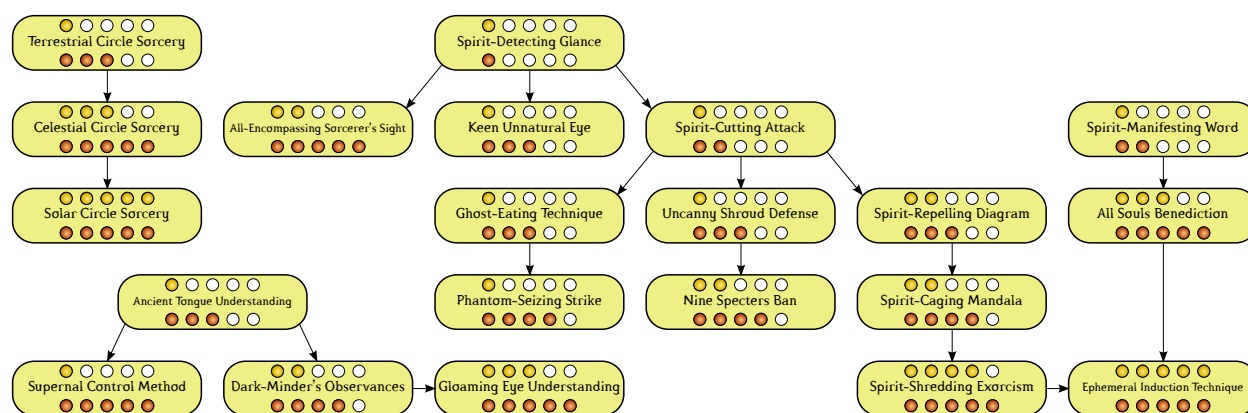 Terrestrial Circle Sorcery
Spirit-Detecting Glance
Celestial Circle Sorcery
All-Encompassing Sorcerer's Sight
Keen Unnatural Eye
Spirit-Cutting Attack
Spirit-Manifesting Word
Solar Circle Sorcery
Ghost-Eating Technique
Uncanny Shroud Defense
Spirit-Repelling Diagram
All Souls Benediction
Ancient Tongue Understanding
Phantom-Seizing Strike
Nine Specters Ban
Spirit-Caging Mandala
Supernal Control Method
Dark-Minder's Observances
Gloaming Eye Understanding
Spirit-Shredding Exorcism
Ephemeral Induction Technique